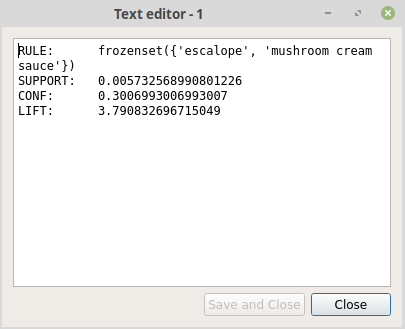 Text editor - 1
RULE: frozenset({'escalope', 'mushroom cream
sauce'})
SUPPORT: 0.005732568990801226
CONF: 0.3006993006993007
LIFT: 3.790832696715049
Save and Close Close